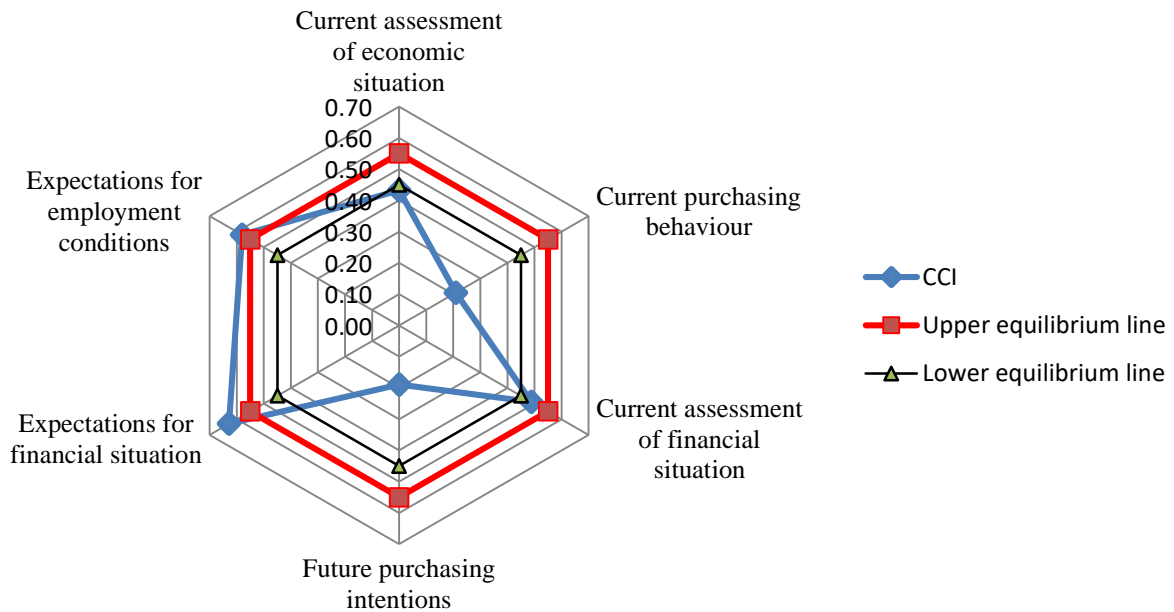 Current assessment
of economic
situation
0.70
0.60
0.50
0.40
0.30
0.20
0.10
0.00
Expectations for
employment
conditions
Current purchasing
behaviour
CCI
Upper equilibrium line
Lower equilibrium line
Expectations for
financial situation
Current assessment
of financial
situation
Future purchasing
intentions